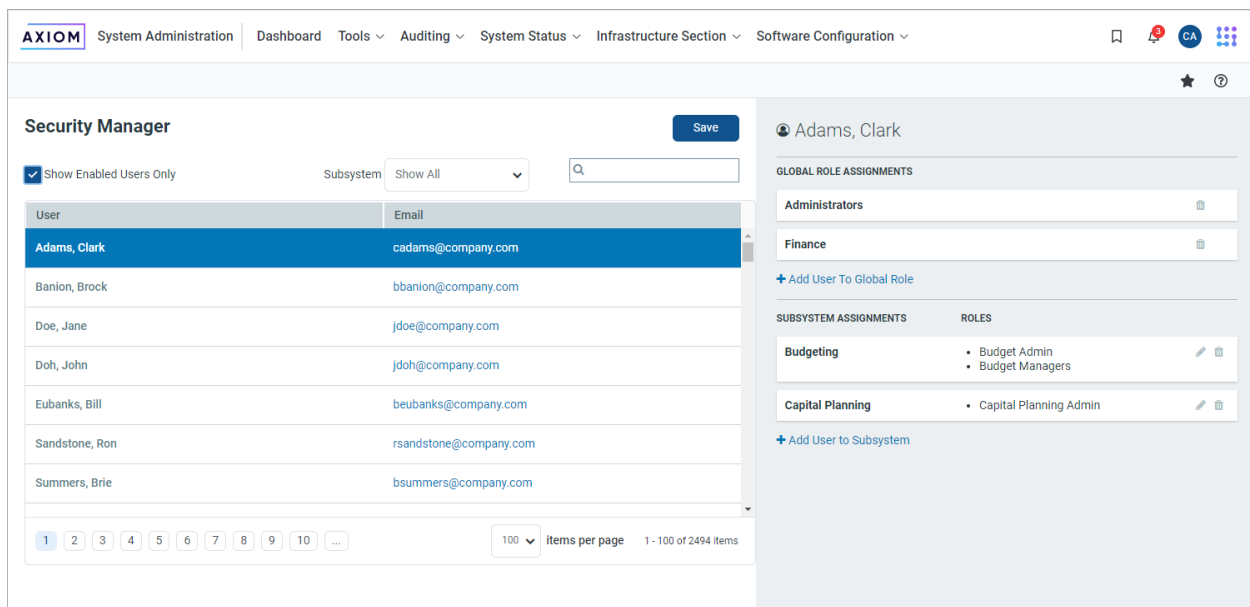 AXIOM System Administration Dashboard Tools Auditing System Status Infrastructure Section Software Configuration 3 CA
Security Manager
Save
Show Enabled Users Only
Subsystem Show All
User Email
Adams, Clark cadams@company.com
Banion, Brock bbanion@company.com
Doe, Jane jdoe@company.com
Doh, John jdoh@company.com
Eubanks, Bill beubanks@company.com
Sandstone, Ron rsandstone@company.com
Summers, Brie bsummers@company.com
1 2 3 4 5 6 7 8 9 10 ... 100 items per page 1 - 100 of 2494 items
Adams, Clark
GLOBAL ROLE ASSIGNMENTS
Administrators
Finance
+ Add User To Global Role
SUBSYSTEM ASSIGNMENTS ROLES
Budgeting • Budget Admin
• Budget Managers
Capital Planning • Capital Planning Admin
+ Add User to Subsystem